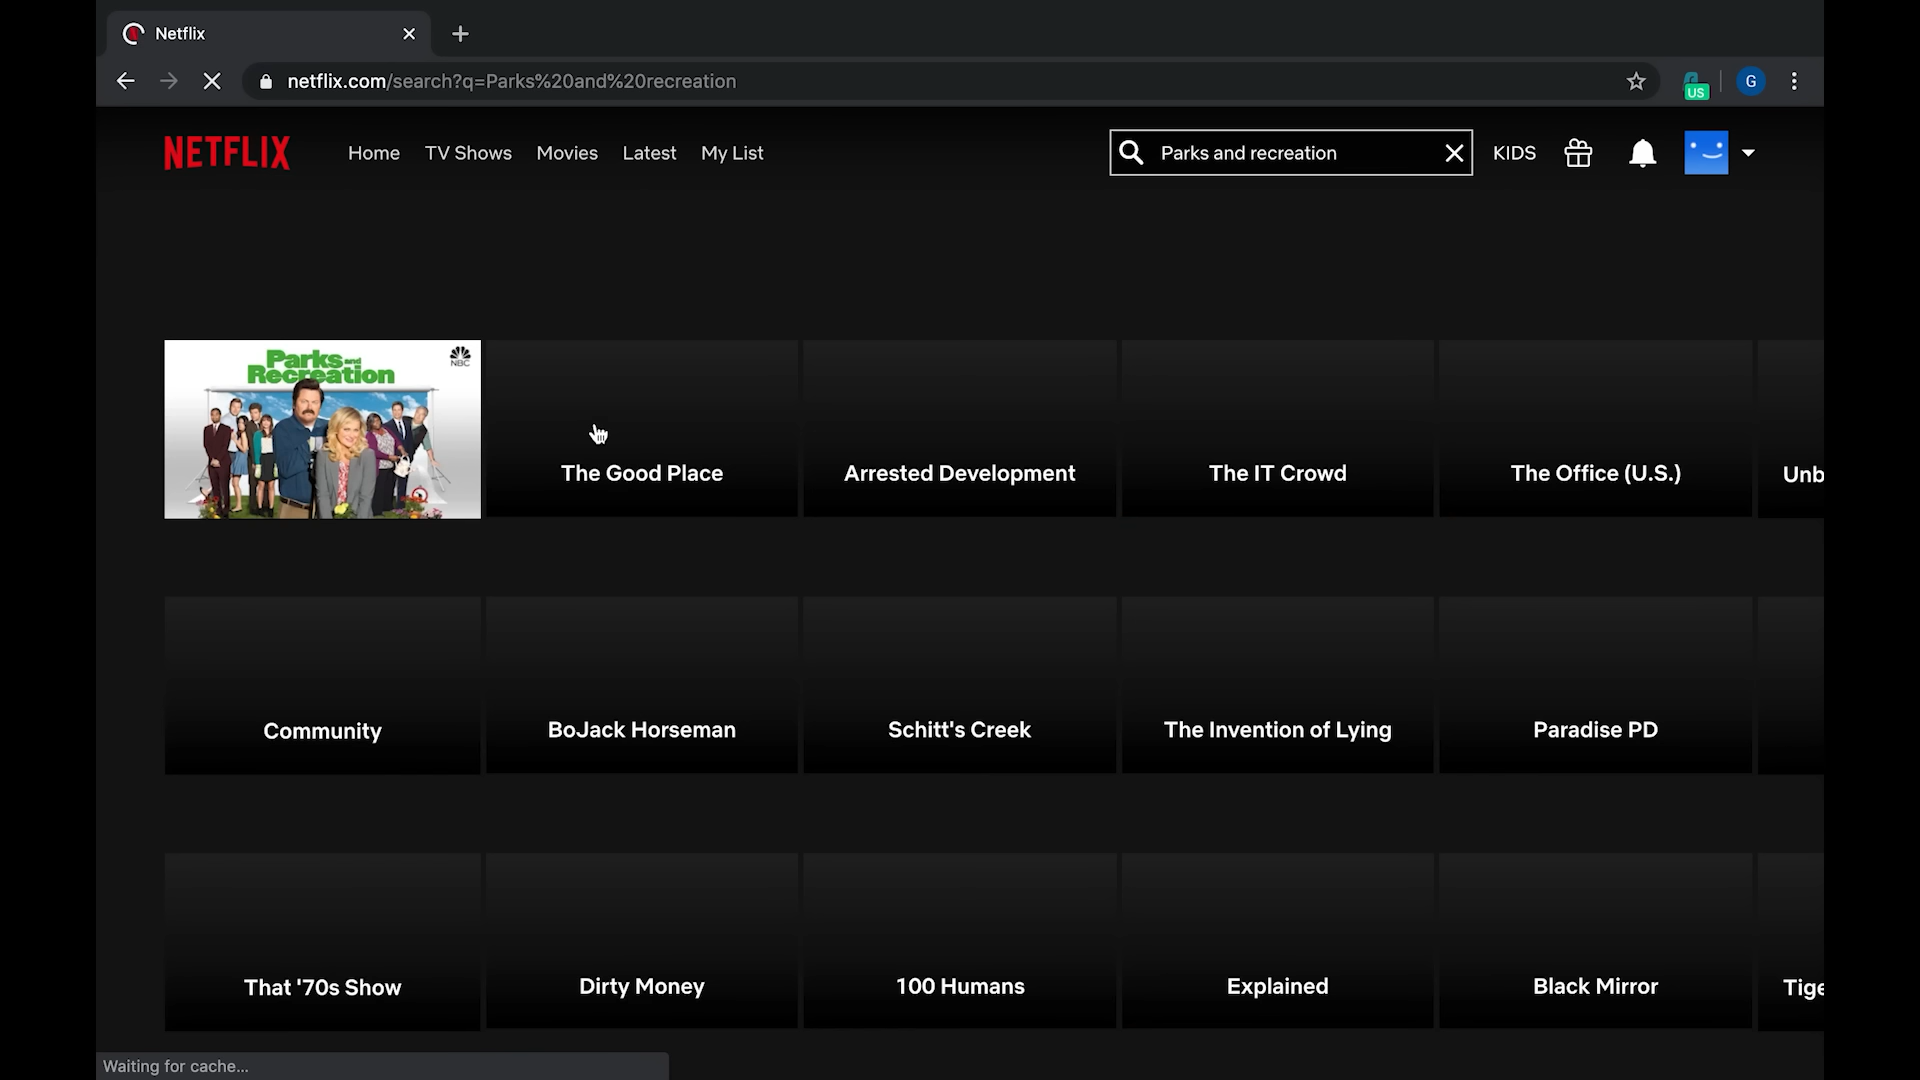 Netflix
netflix.com/search?q=Parks%20and%20recreation
US
G
NETFLIX
Home
TV Shows
Movies
Latest
My List
Parks and recreation
KIDS
Parks and
Recreation
NBC
The Good Place
Arrested Development
The IT Crowd
The Office (U.S.)
Unb
Community
BoJack Horseman
Schitt's Creek
The Invention of Lying
Paradise PD
That '70s Show
Dirty Money
100 Humans
Explained
Black Mirror
Tige
Waiting for cache...